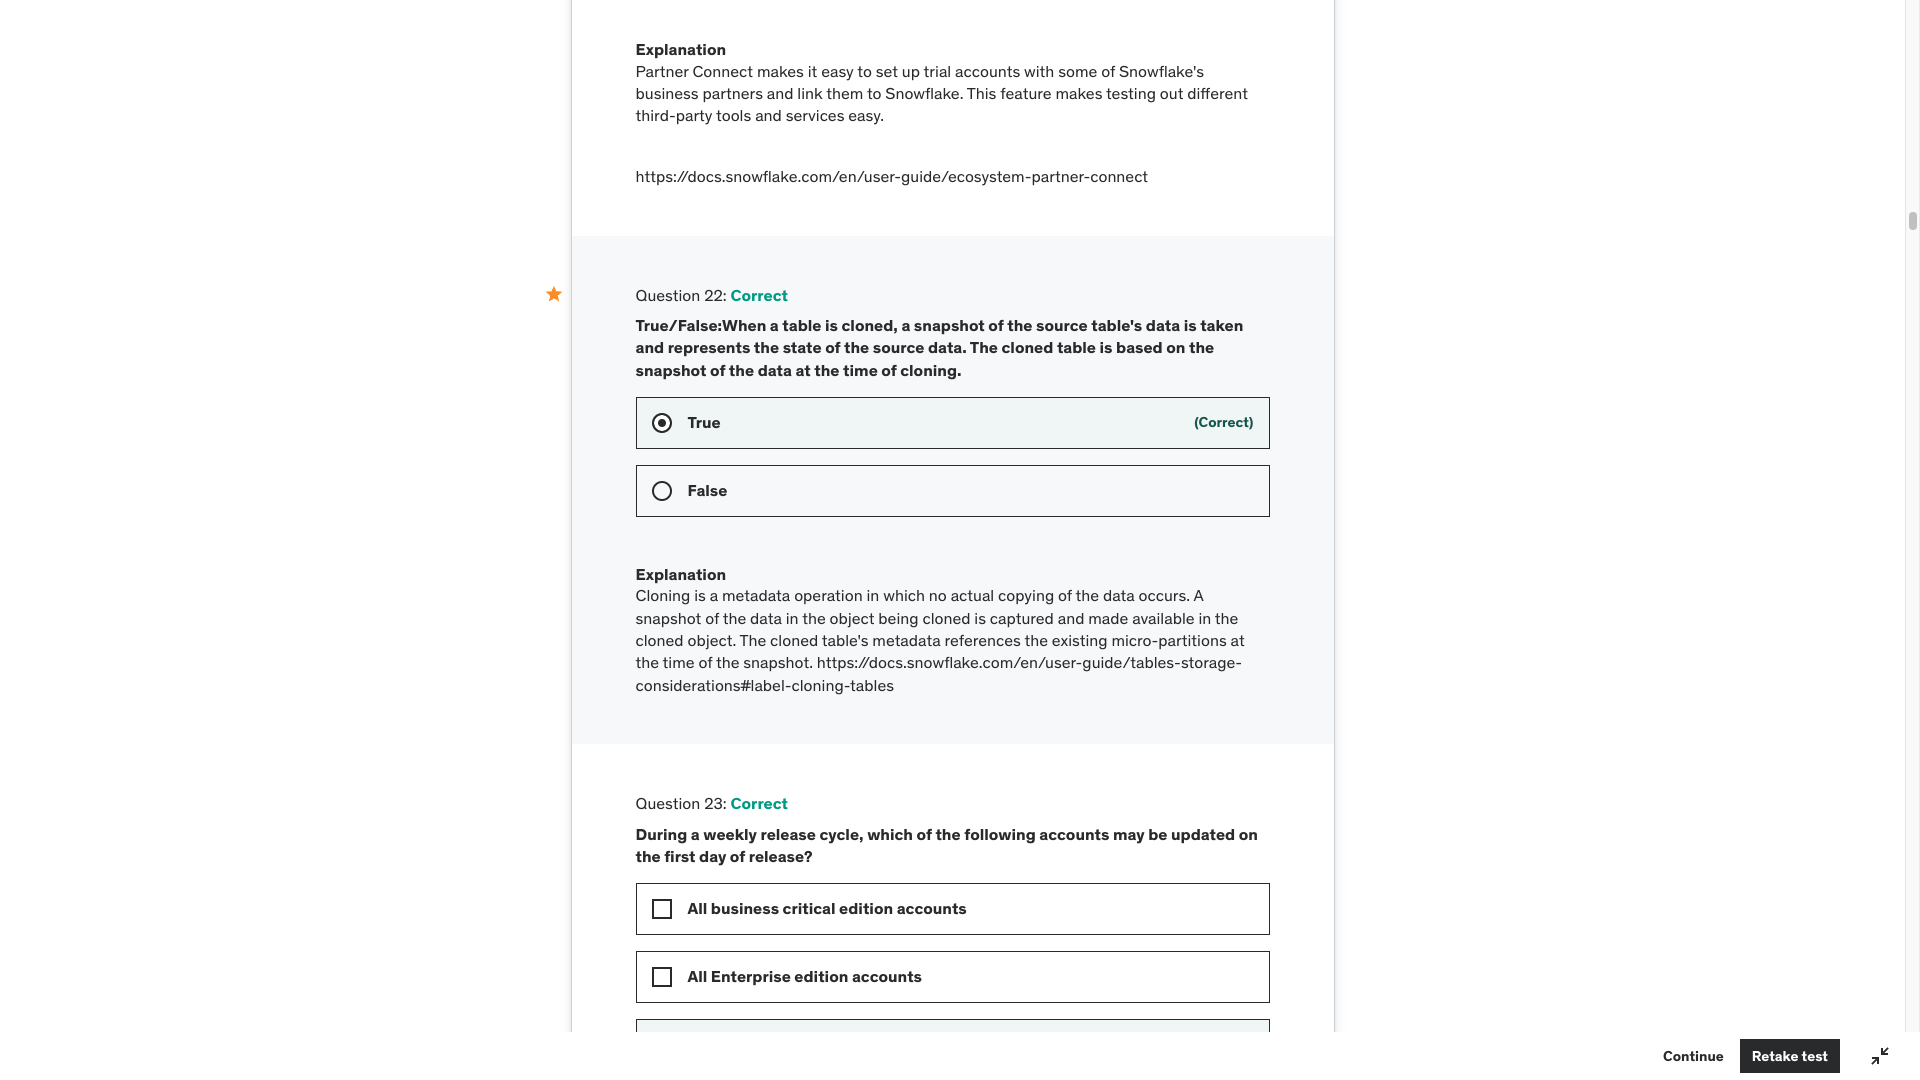 Explanation
Partner Connect makes it easy to set up trial accounts with some of Snowflake's
business partners and link them to Snowflake. This feature makes testing out different
third-party tools and services easy.
https://docs.snowflake.com/en/user-guide/ecosystem-partner-connect
Question 22: Correct
True/False:When a table is cloned, a snapshot of the source table's data is taken
and represents the state of the source data. The cloned table is based on the
snapshot of the data at the time of cloning.
True (Correct)
False
Explanation
Cloning is a metadata operation in which no actual copying of the data occurs. A
snapshot of the data in the object being cloned is captured and made available in the
cloned object. The cloned table's metadata references the existing micro-partitions at
the time of the snapshot. https://docs.snowflake.com/en/user-guide/tables-storage-
considerations#label-cloning-tables
Question 23: Correct
During a weekly release cycle, which of the following accounts may be updated on
the first day of release?
All business critical edition accounts
All Enterprise edition accounts
Continue Retake test